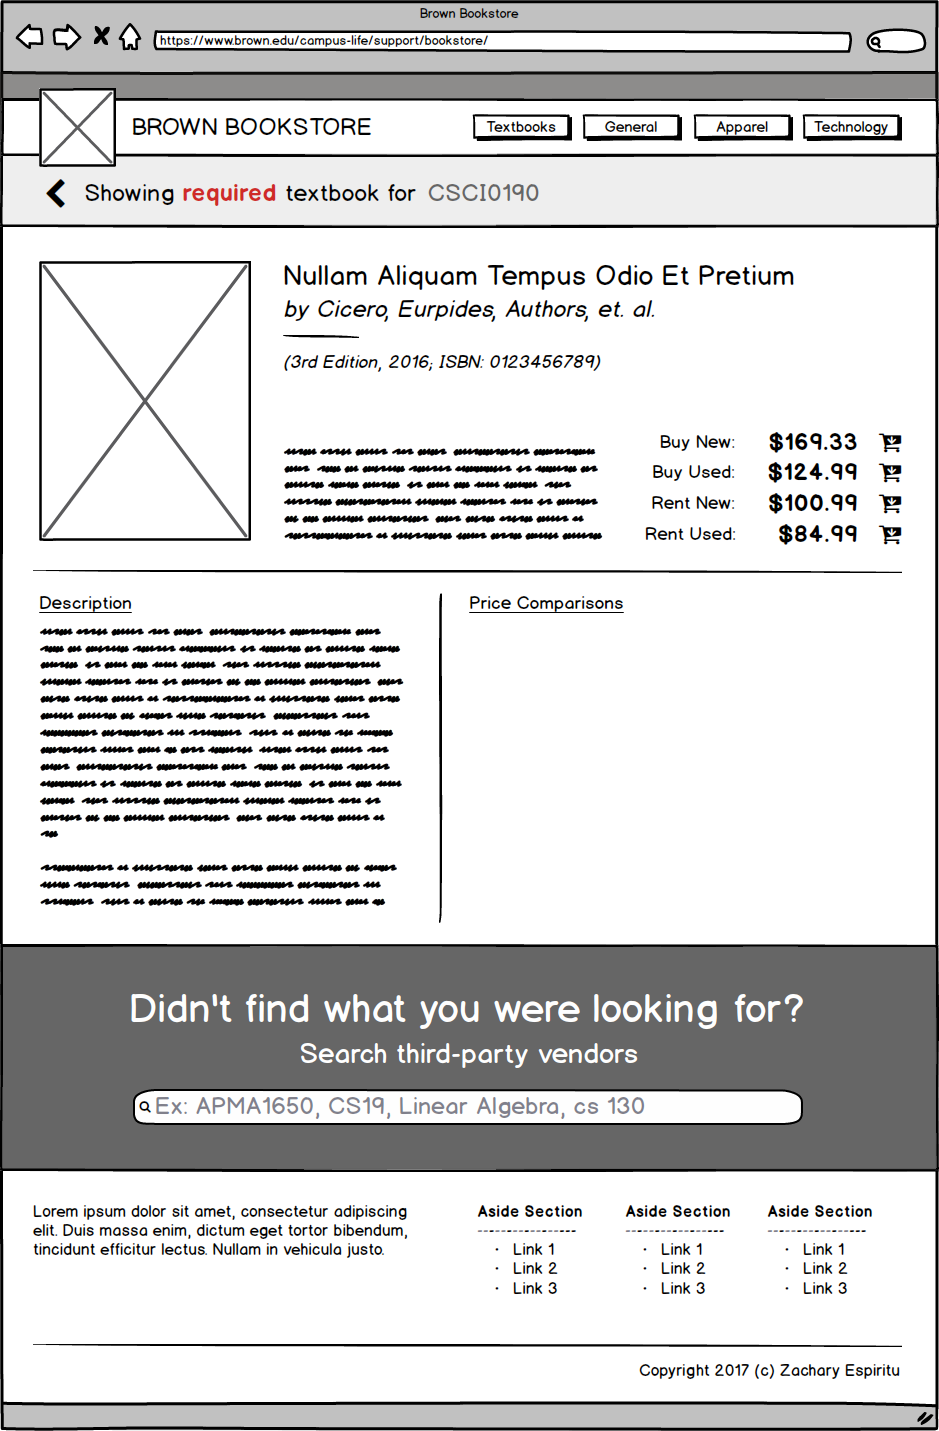 Brown Bookstore
https://www.brown.edu/campus-life/support/bookstore/
BROWN BOOKSTORE
Textbooks
General
Apparel
Technology
Showing required textbook for CSCI0190
Nullam Aliquam Tempus Odio Et Pretium
by Cicero, Eurpides, Authors, et. al.
(3rd Edition, 2016; ISBN: 0123456789)
Buy New: $169.33
Buy Used: $124.99
Rent New: $100.99
Rent Used: $84.99
Description
Price Comparisons
Didn't find what you were looking for?
Search third-party vendors
Ex: APMA1650, CS19, Linear Algebra, cs 130
Lorem ipsum dolor sit amet, consectetur adipiscing
elit. Duis massa enim, dictum eget tortor bibendum,
tincidunt efficitur lectus. Nullam in vehicula justo.
Aside Section
-----------------
· Link 1
· Link 2
· Link 3
Aside Section
-----------------
· Link 1
· Link 2
· Link 3
Aside Section
-----------------
· Link 1
· Link 2
· Link 3
Copyright 2017 (c) Zachary Espiritu